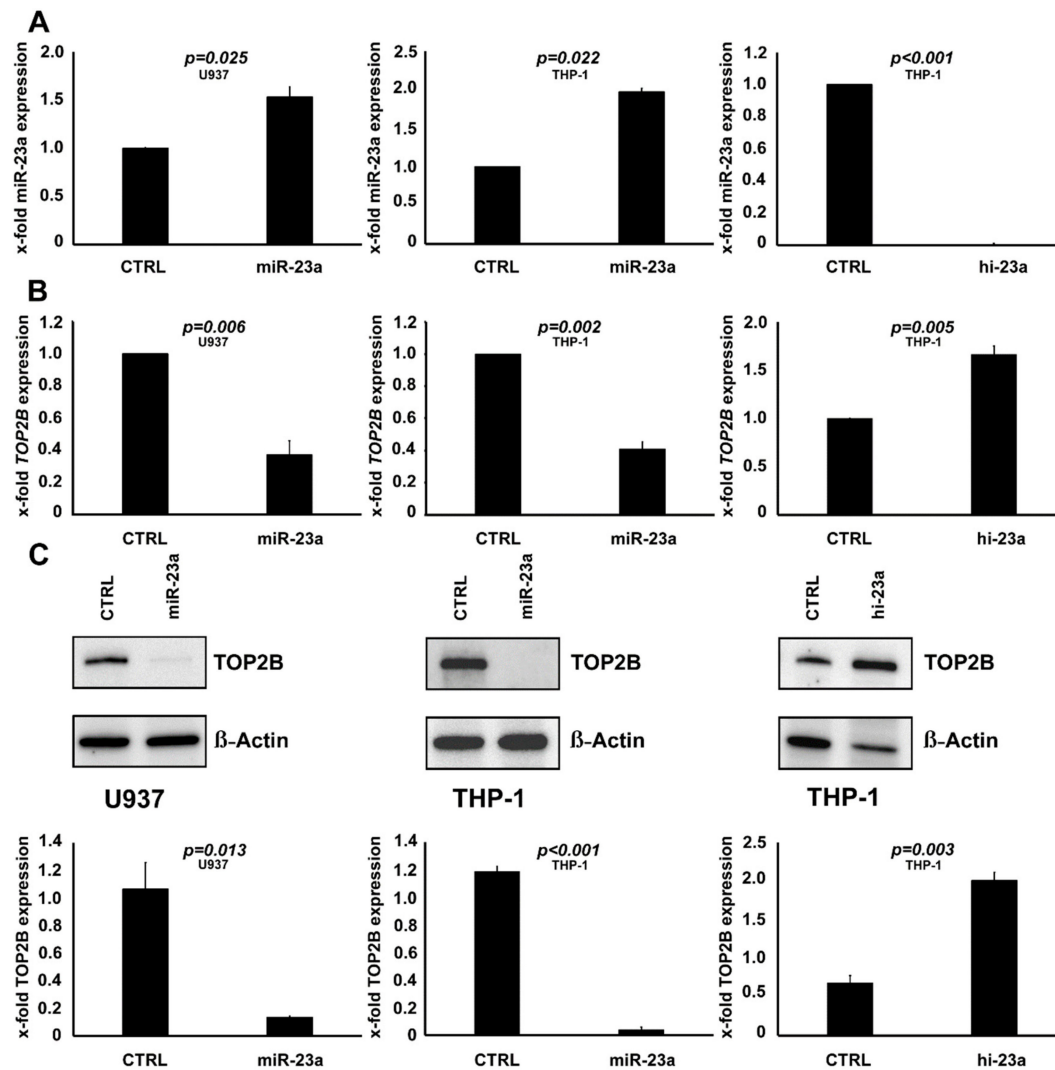 A
x-fold miR-23a expression
2.0
1.5
1.0
0.5
0
p=0.025
U937
CTRL miR-23a
x-fold miR-23a expression
2.5
2.0
1.5
1.0
0.5
0
p=0.022
THP-1
CTRL miR-23a
x-fold miR-23a expression
1.2
1.0
0.8
0.6
0.4
0.2
0
p<0.001
THP-1
CTRL hi-23a
B
x-fold TOP2B expression
1.2
1.0
0.8
0.6
0.4
0.2
0
p=0.006
U937
CTRL miR-23a
x-fold TOP2B expression
1.2
1.0
0.8
0.6
0.4
0.2
0
p=0.002
THP-1
CTRL miR-23a
x-fold TOP2B expression
2.0
1.5
1.0
0.5
0
p=0.005
THP-1
CTRL hi-23a
C
CTRL
miR-23a
TOP2B
ß-Actin
U937
CTRL
miR-23a
TOP2B
ß-Actin
THP-1
CTRL
hi-23a
TOP2B
ß-Actin
THP-1
x-fold TOP2B expression
1.4
1.2
1.0
0.8
0.6
0.4
0.2
0
p=0.013
U937
CTRL miR-23a
x-fold TOP2B expression
1.4
1.2
1.0
0.8
0.6
0.4
0.2
0
p<0.001
THP-1
CTRL miR-23a
x-fold TOP2B expression
2.5
2.0
1.5
1.0
0.5
0
p=0.003
THP-1
CTRL hi-23a